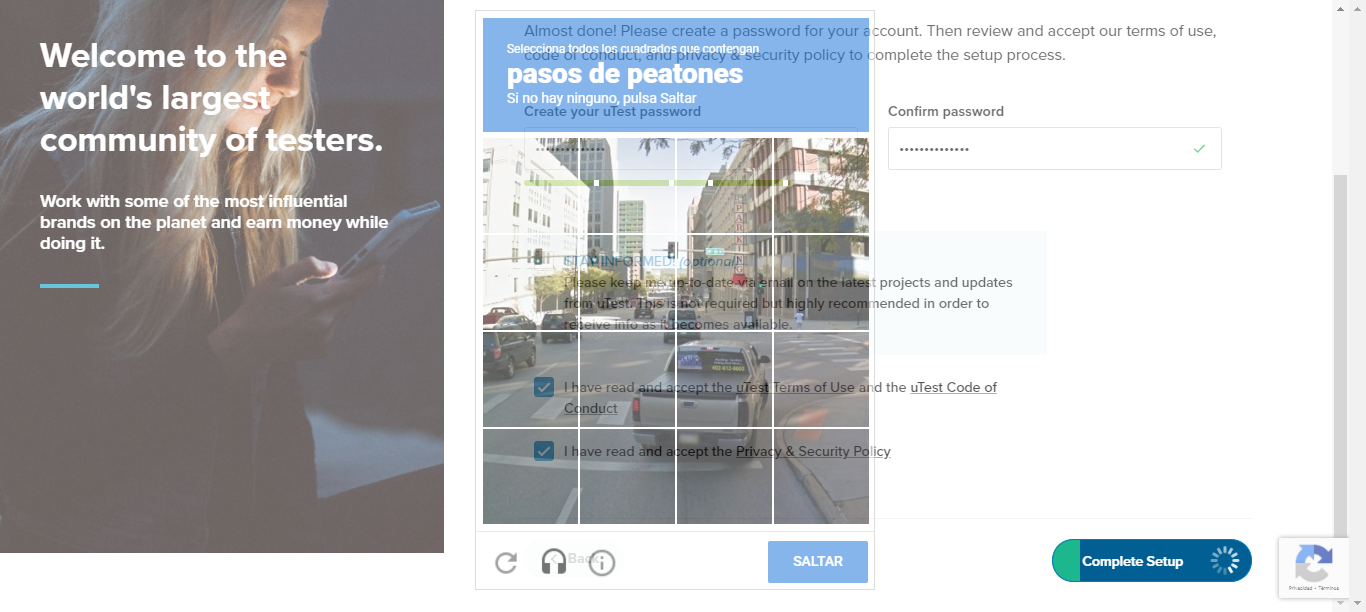 Welcome to the
world's largest
community of testers.
Work with some of the most influential
brands on the planet and earn money while
doing it.
Almost done! Please create a password for your account. Then review and accept our terms of use,
code of conduct, and privacy & security policy to complete the setup process.
Selecciona todos los cuadrados que contengan
pasos de peatones
Si no hay ninguno, pulsa Saltar
Create your uTest password
Confirm password
PARKING
STAY INFORMED: (optional)
Please keep me up-to-date via email on the latest projects and updates
from uTest. This is not required but highly recommended in order to
receive info as it becomes available.
I have read and accept the uTest Terms of Use and the uTest Code of
Conduct
I have read and accept the Privacy & Security Policy
Back
SALTAR
Complete Setup
Privacidad - Términos